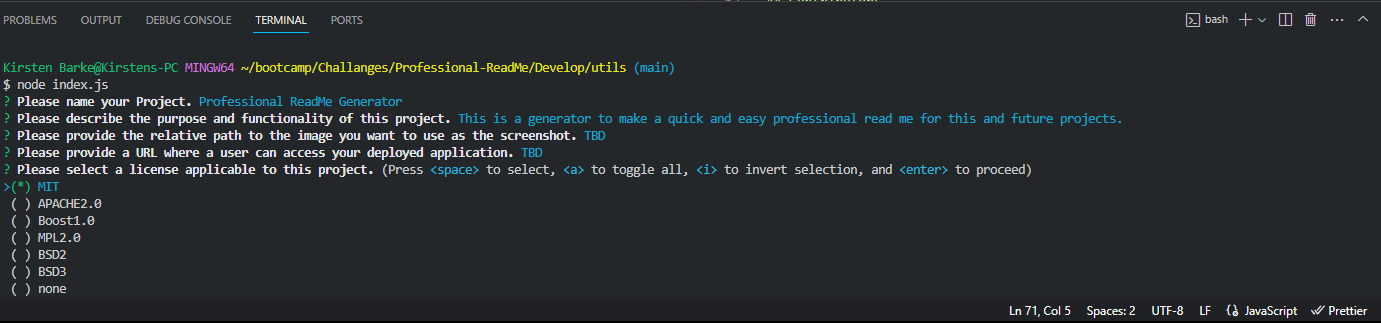 PROBLEMS OUTPUT DEBUG CONSOLE TERMINAL PORTS bash
Kirsten Barke@Kirstens-PC MINGW64 ~/bootcamp/Challanges/Professional-ReadMe/Develop/utils (main)
$ node index.js
? Please name your Project. Professional ReadMe Generator
? Please describe the purpose and functionality of this project. This is a generator to make a quick and easy professional read me for this and future projects.
? Please provide the relative path to the image you want to use as the screenshot. TBD
? Please provide a URL where a user can access your deployed application. TBD
? Please select a license applicable to this project. (Press <space> to select, <a> to toggle all, <i> to invert selection, and <enter> to proceed)
>(*) MIT
( ) APACHE2.0
( ) Boost1.0
( ) MPL2.0
( ) BSD2
( ) BSD3
( ) none
Ln 71, Col 5 Spaces: 2 UTF-8 LF JavaScript Prettier